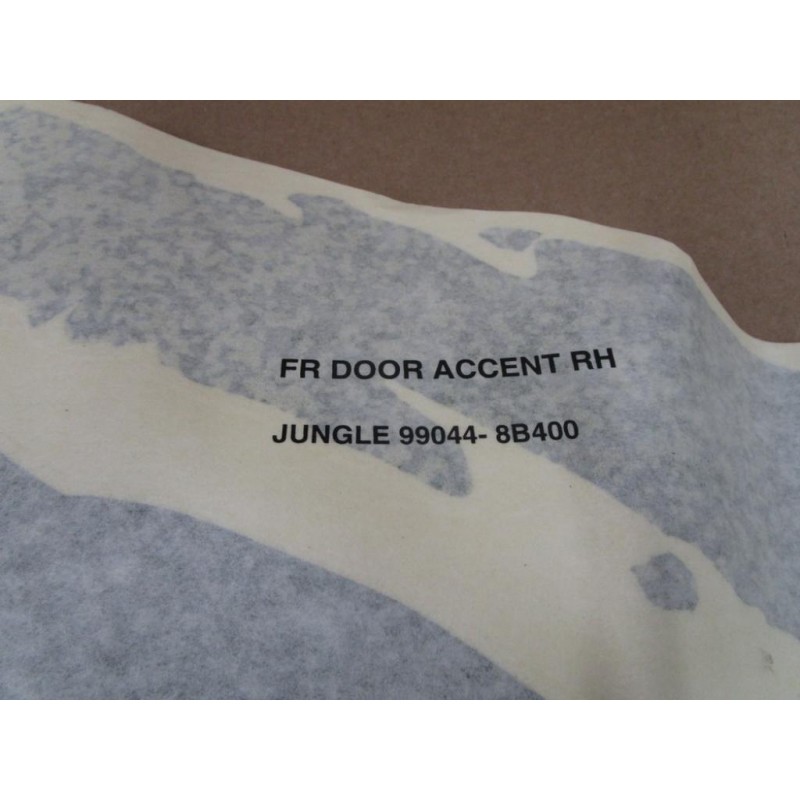 FR DOOR ACCENT RH
JUNGLE 99044- 8B400